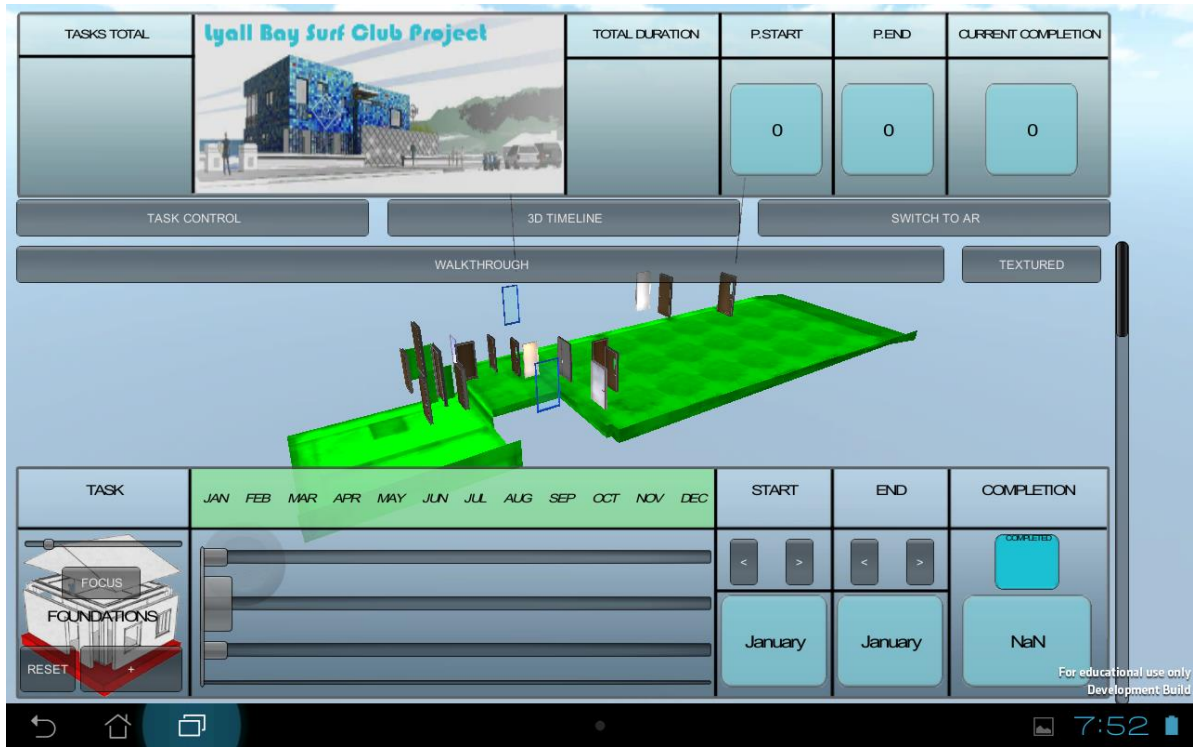 TASKS TOTAL
Lyall Bay Surf Club Project
TOTAL DURATION
P.START
P.END
CURRENT COMPLETION
0
0
0
TASK CONTROL
3D TIMELINE
SWITCH TO AR
WALKTHROUGH
TEXTURED
TASK
JAN FEB MAR APR MAY JUN JUL AUG SEP OCT NOV DEC
START
END
COMPLETION
COMPLETED
< > < >
FOCUS
FOUNDATIONS
January
January
NaN
RESET
+
For educational use only
Development Build
7:52